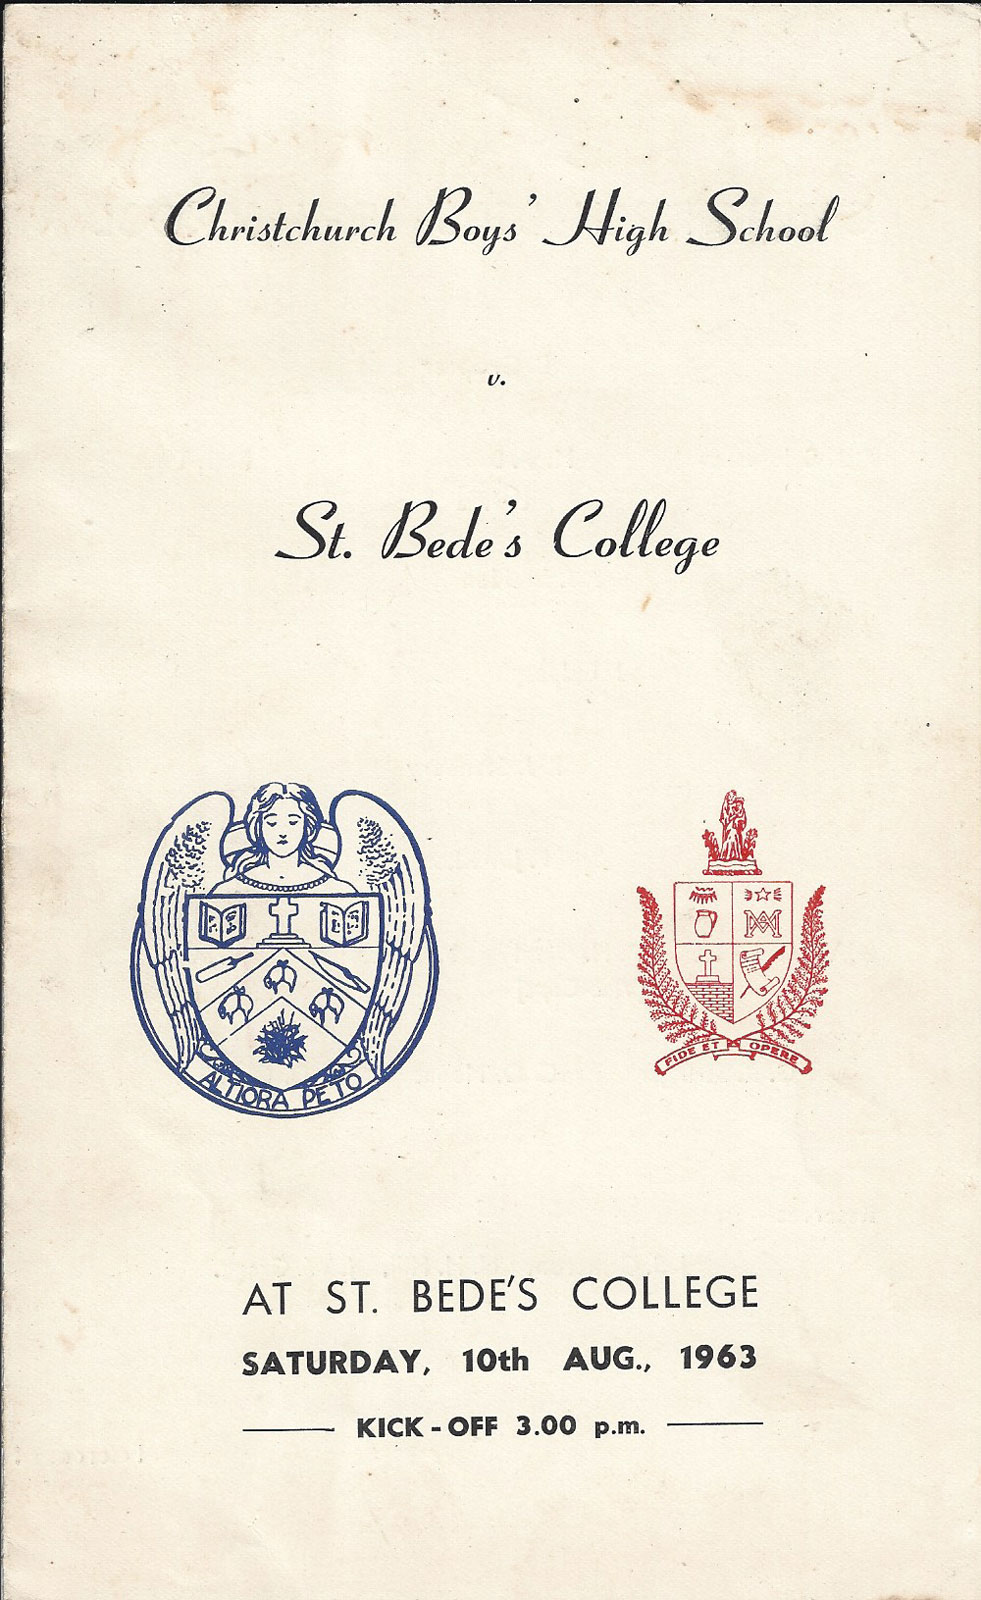 Christchurch Boys' High School
v.
St. Bede's College
ALTIORA PETO
FIDE ET OPERE
AT ST. BEDE'S COLLEGE
SATURDAY, 10th AUG., 1963
KICK-OFF 3.00 p.m.